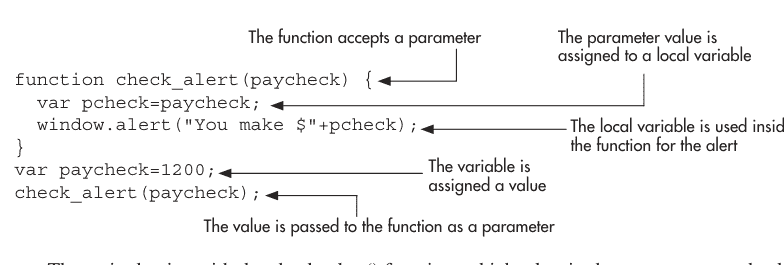 The function accepts a parameter
The parameter value is
assigned to a local variable
function check_alert(paycheck) {
var pcheck=paycheck;
window.alert("You make $"+pcheck);
The local variable is used insid
the function for the alert
}
var paycheck=1200;
The variable is
assigned a value
check_alert(paycheck);
The value is passed to the function as a parameter